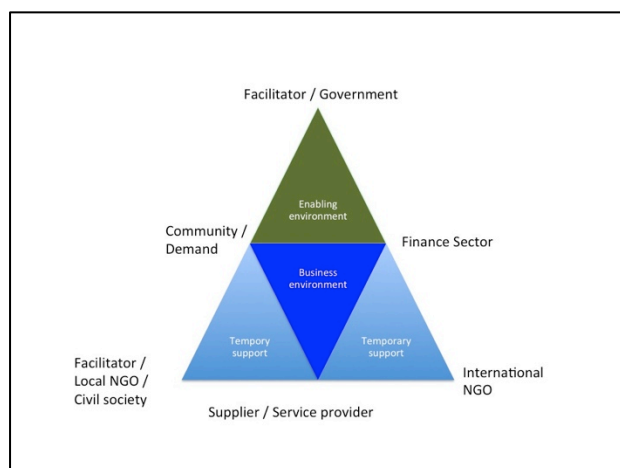 Facilitator / Government
Enabling
environment
Community /
Demand
Finance Sector
Business
environment
Tempory
support
Temporary
support
Facilitator /
Local NGO /
Civil society
International
NGO
Supplier / Service provider